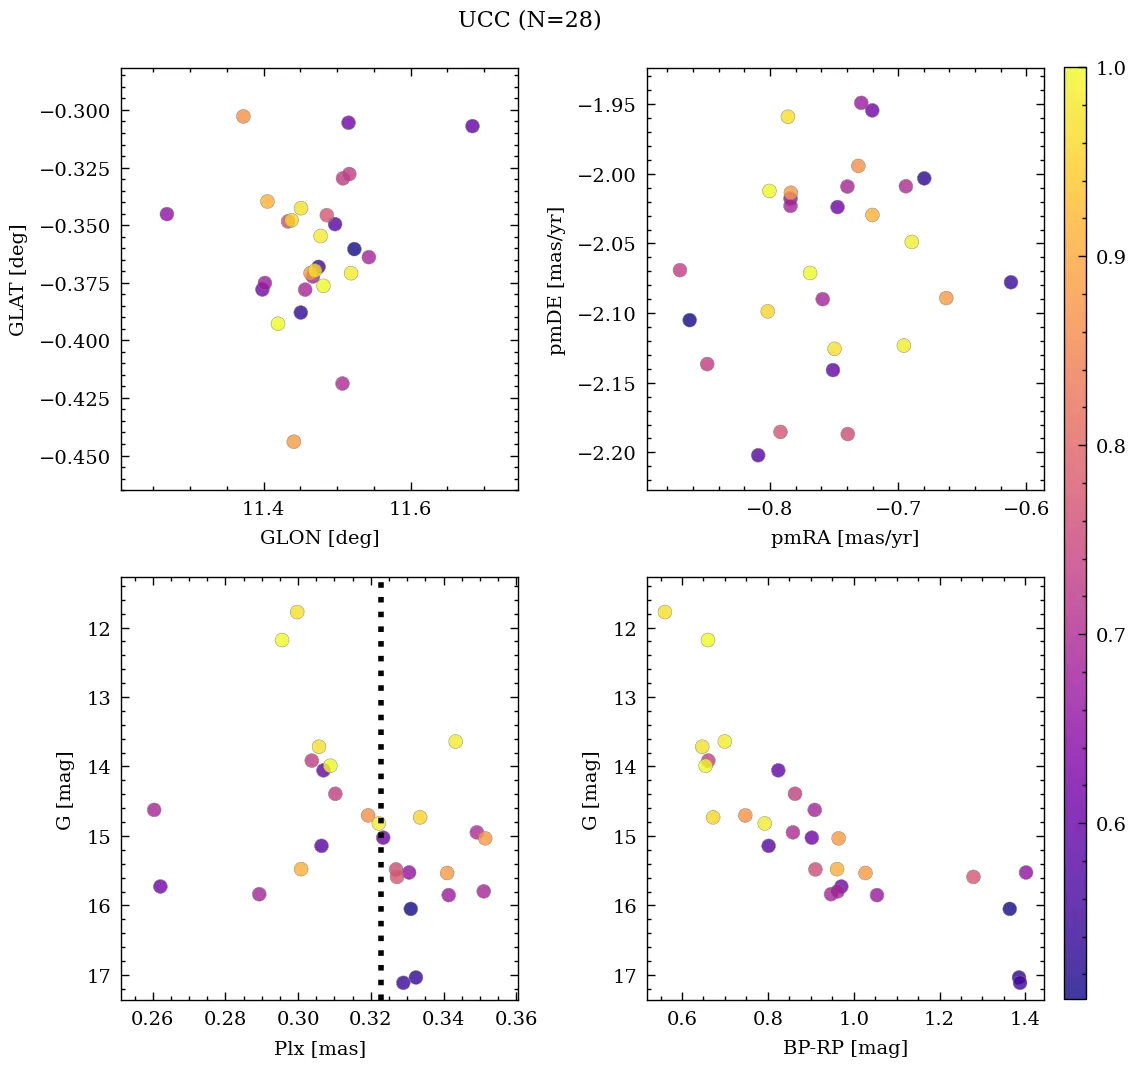 UCC (N=28)
−0.300
−0.325
−0.350
−0.375
−0.400
−0.425
−0.450
GLAT [deg]
11.4 11.6
GLON [deg]
−1.95
−2.00
−2.05
−2.10
−2.15
−2.20
pmDE [mas/yr]
−0.8 −0.7 −0.6
pmRA [mas/yr]
12
13
14
15
16
17
G [mag]
0.26 0.28 0.30 0.32 0.34 0.36
Plx [mas]
12
13
14
15
16
17
G [mag]
0.6 0.8 1.0 1.2 1.4
BP-RP [mag]
1.0
0.9
0.8
0.7
0.6